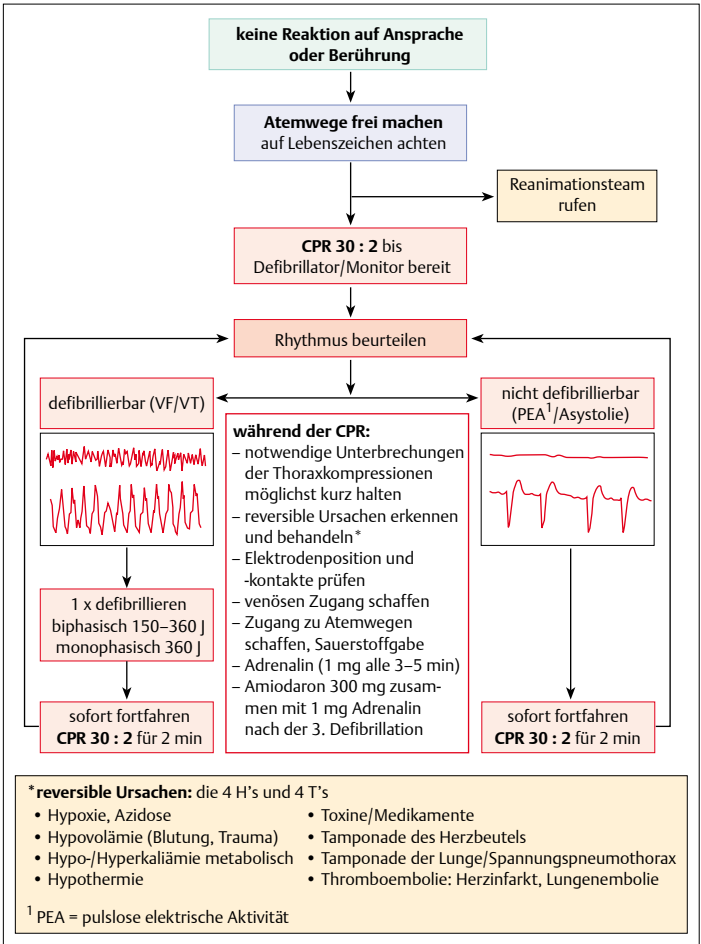 keine Reaktion auf Ansprache
oder Berührung
Atemwege frei machen
auf Lebenszeichen achten
Reanimationsteam
rufen
CPR 30 : 2 bis
Defibrillator/Monitor bereit
Rhythmus beurteilen
defibrillierbar (VF/VT)
nicht defibrillierbar
(PEA¹/Asystolie)
während der CPR:
– notwendige Unterbrechungen
der Thoraxkompressionen
möglichst kurz halten
– reversible Ursachen erkennen
und behandeln*
– Elektrodenposition und
-kontakte prüfen
– venösen Zugang schaffen
– Zugang zu Atemwegen
schaffen, Sauerstoffgabe
– Adrenalin (1 mg alle 3–5 min)
– Amiodaron 300 mg zusam-
men mit 1 mg Adrenalin
nach der 3. Defibrillation
1 x defibrillieren
biphasisch 150–360 J
monophasisch 360 J
sofort fortfahren
CPR 30 : 2 für 2 min
sofort fortfahren
CPR 30 : 2 für 2 min
*reversible Ursachen: die 4 H's und 4 T's
• Hypoxie, Azidose
• Hypovolämie (Blutung, Trauma)
• Hypo-/Hyperkaliämie metabolisch
• Hypothermie
• Toxine/Medikamente
• Tamponade des Herzbeutels
• Tamponade der Lunge/Spannungspneumothorax
• Thromboembolie: Herzinfarkt, Lungenembolie
¹ PEA = pulslose elektrische Aktivität